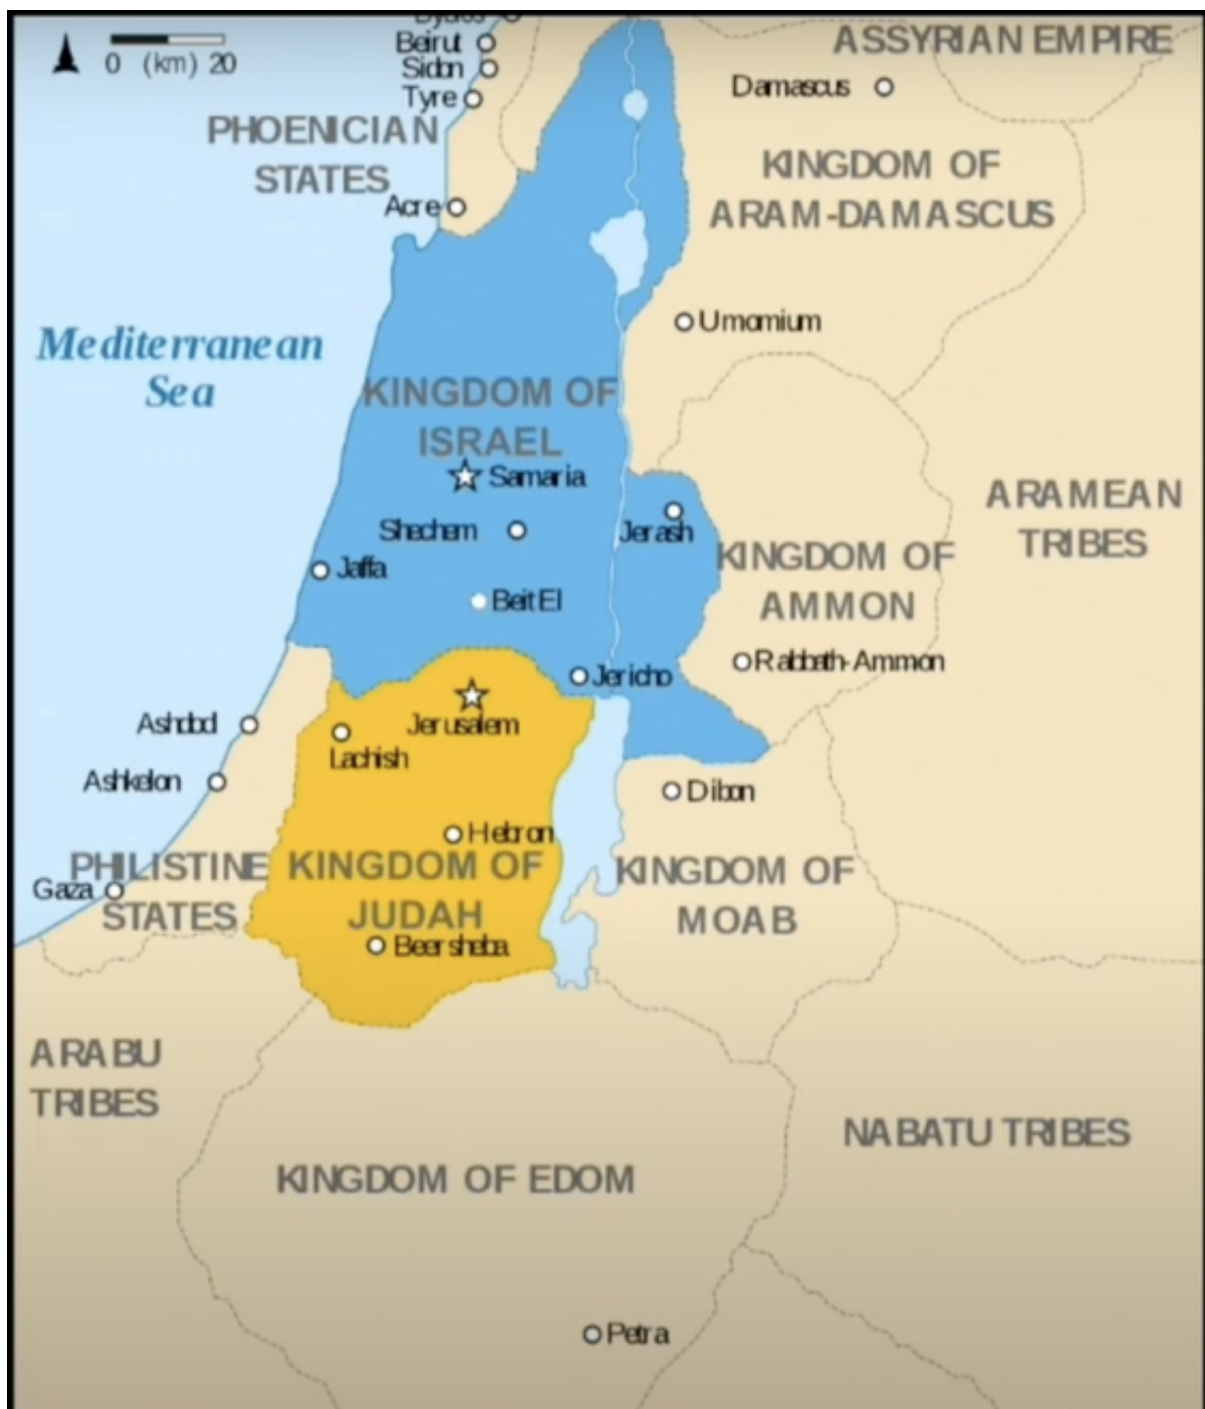 Beirut
Sidon
Tyre
0 (km) 20
PHOENICIAN
STATES
Acre
ASSYRIAN EMPIRE
Damascus
KINGDOM OF
ARAM-DAMASCUS
Umomium
Mediterranean
Sea
KINGDOM OF
ISRAEL
Samaria
Shechem
Jerash
Jaffa
Beit El
Jericho
ARAMEAN
TRIBES
KINGDOM OF
AMMON
Rabbath-Ammon
Ashdod
Ashkelon
Jerusalem
Lachish
Hebron
Dibon
PHILISTINE
STATES
Gaza
KINGDOM OF
JUDAH
Beersheba
KINGDOM OF
MOAB
ARABU
TRIBES
NABATU TRIBES
KINGDOM OF EDOM
Petra